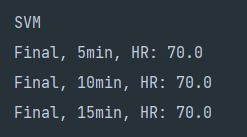 SVM
Final, 5min, HR: 70.0
Final, 10min, HR: 70.0
Final, 15min, HR: 70.0